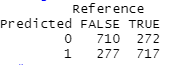 Reference
Predicted FALSE TRUE
0 710 272
1 277 717